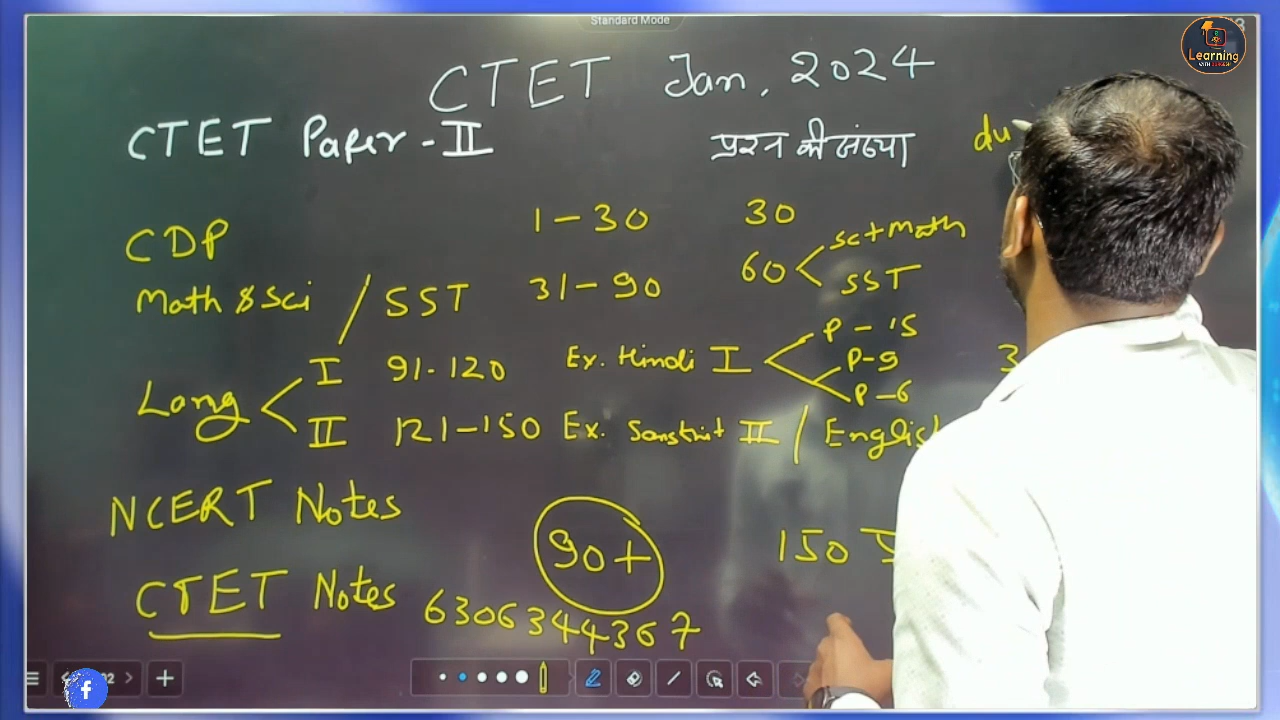 Standard Mode
Learning
CTET Jan, 2024
CTET Paper - II प्रश्न की संख्या du
CDP 1-30 30
Math & Sci / SST 31-90 60 < Sc + Math
SST
Lang < I 91-120 Ex. Hindi I < P-15
P-9
P-6
II 121-150 Ex. Sanskrit II / English
NCERT Notes
90+ 150
CTET Notes 6306344367